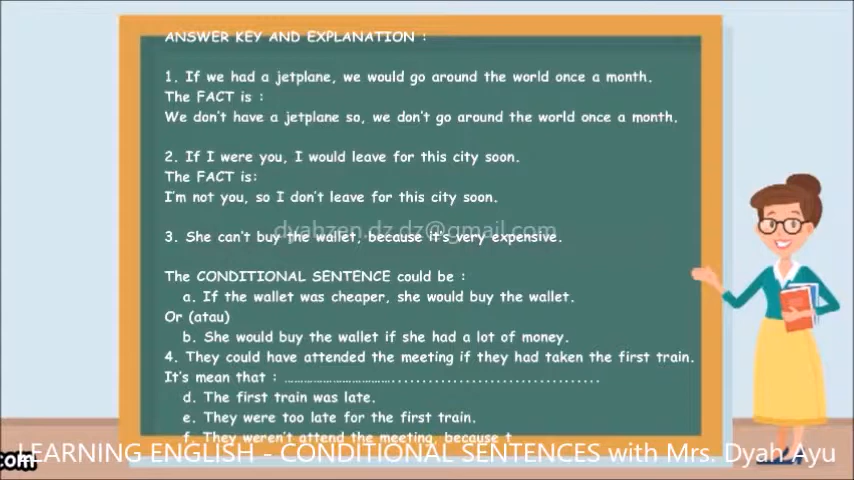 ANSWER KEY AND EXPLANATION :
1. If we had a jetplane, we would go around the world once a month.
The FACT is :
We don't have a jetplane so, we don't go around the world once a month.
2. If I were you, I would leave for this city soon.
The FACT is:
I'm not you, so I don't leave for this city soon.
dyahzen.dz.dz@gmail.com
3. She can't buy the wallet, because it's very expensive.
The CONDITIONAL SENTENCE could be :
a. If the wallet was cheaper, she would buy the wallet.
Or (atau)
b. She would buy the wallet if she had a lot of money.
4. They could have attended the meeting if they had taken the first train.
It's mean that : ……………………………..................................
d. The first train was late.
e. They were too late for the first train.
f. They weren't attend the meeting, because t
com
LEARNING ENGLISH - CONDITIONAL SENTENCES with Mrs. Dyah Ayu